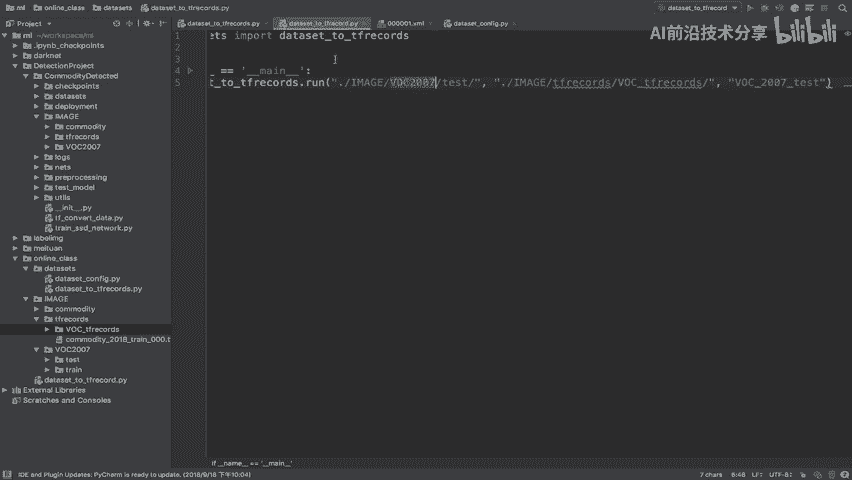 ml › online_class › datasets › dataset_to_tfrecords.py
dataset_to_tfrecord
Project
dataset_to_tfrecords.py
dataset_to_tfrecord.py
000001.xml
dataset_config.py
AI前沿技术分享
bilibili
ml ~/workspace/ml
.ipynb_checkpoints
darknet
DetectionProject
CommodityDetected
checkpoints
datasets
deployment
IMAGE
commodity
tfrecords
VOC2007
logs
nets
preprocessing
test_model
utils
__init__.py
tf_convert_data.py
train_ssd_network.py
labelImg
meituan
online_class
datasets
dataset_config.py
dataset_to_tfrecords.py
IMAGE
commodity
tfrecords
VOC_tfrecords
commodity_2018_train_000.t
VOC2007
test
train
dataset_to_tfrecord.py
External Libraries
Scratches and Consoles
1 ets import dataset_to_tfrecords
2
3
4 _ == '__main__':
5 t_to_tfrecords.run("./IMAGE/VOC2007/test/", "./IMAGE/tfrecords/VOC_tfrecords/", "VOC_2007_test")
if __name__ == '__main__'
IDE and Plugin Updates: PyCharm is ready to update. (2018/9/18 下午10:04)
7 chars 5:46 LF÷ UTF-8÷